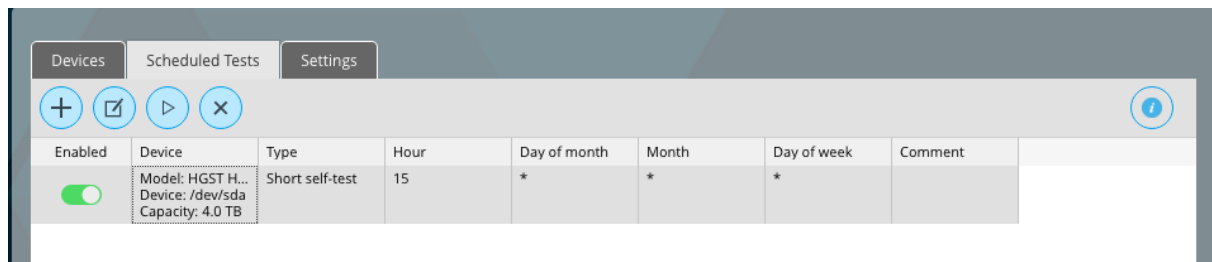 Devices Scheduled Tests Settings
Enabled Device Type Hour Day of month Month Day of week Comment
Model: HGST H... Short self-test 15 * * *
Device: /dev/sda
Capacity: 4.0 TB